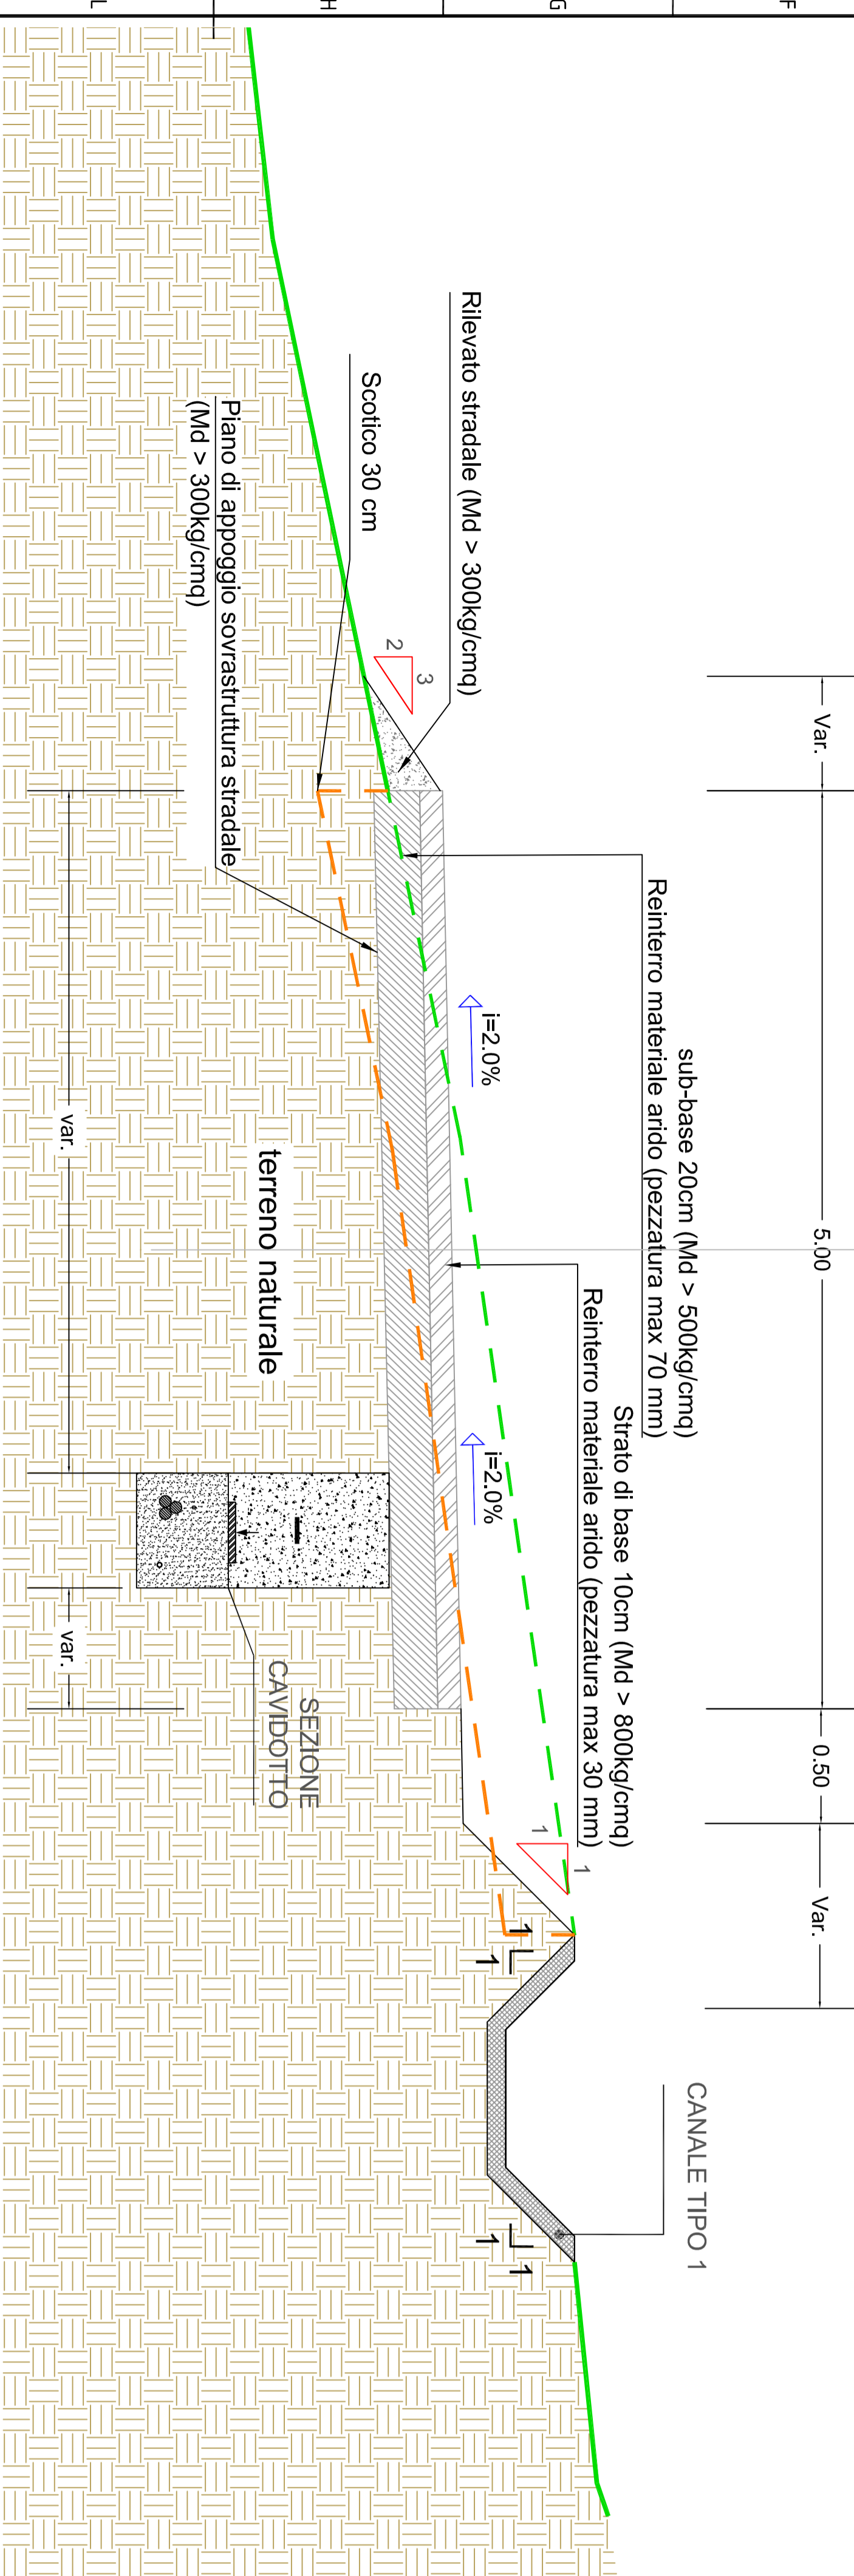 L
H
G
F
Var.
5.00
0.50
Var.
Rilevato stradale (Md > 300kg/cmq)
Scotico 30 cm
Piano di appoggio sovrastruttura stradale
(Md > 300kg/cmq)
2
3
sub-base 20cm (Md > 500kg/cmq)
Reinterro materiale arido (pezzatura max 70 mm)
i=2.0%
Strato di base 10cm (Md > 800kg/cmq)
Reinterro materiale arido (pezzatura max 30 mm)
i=2.0%
terreno naturale
var.
var.
SEZIONE
CAVIDOTTO
1
1
1
1
CANALE TIPO 1
1
1